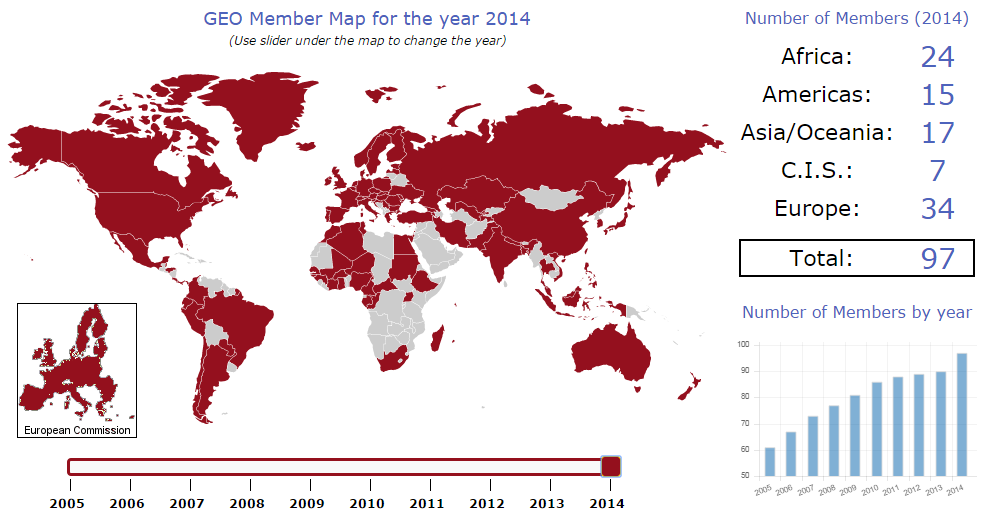 GEO Member Map for the year 2014
(Use slider under the map to change the year)
European Commission
2005 2006 2007 2008 2009 2010 2011 2012 2013 2014
Number of Members (2014)
Africa: 24
Americas: 15
Asia/Oceania: 17
C.I.S.: 7
Europe: 34
Total: 97
Number of Members by year
100
90
80
70
60
50
2005 2006 2007 2008 2009 2010 2011 2012 2013 2014